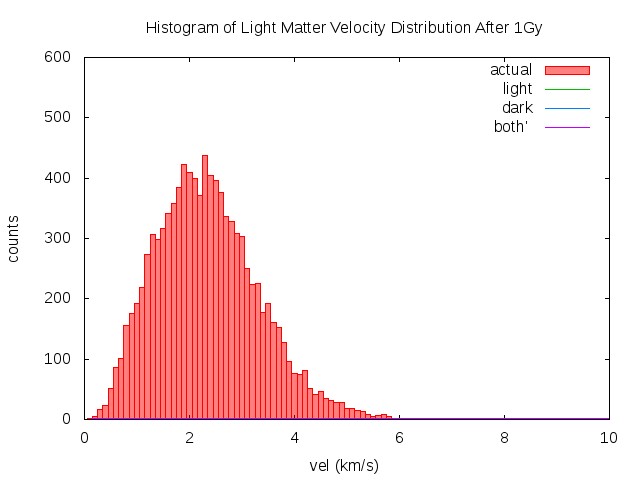 Histogram of Light Matter Velocity Distribution After 1Gy
600
500
400
300
200
100
0
counts
actual
light
dark
both'
0 2 4 6 8 10
vel (km/s)